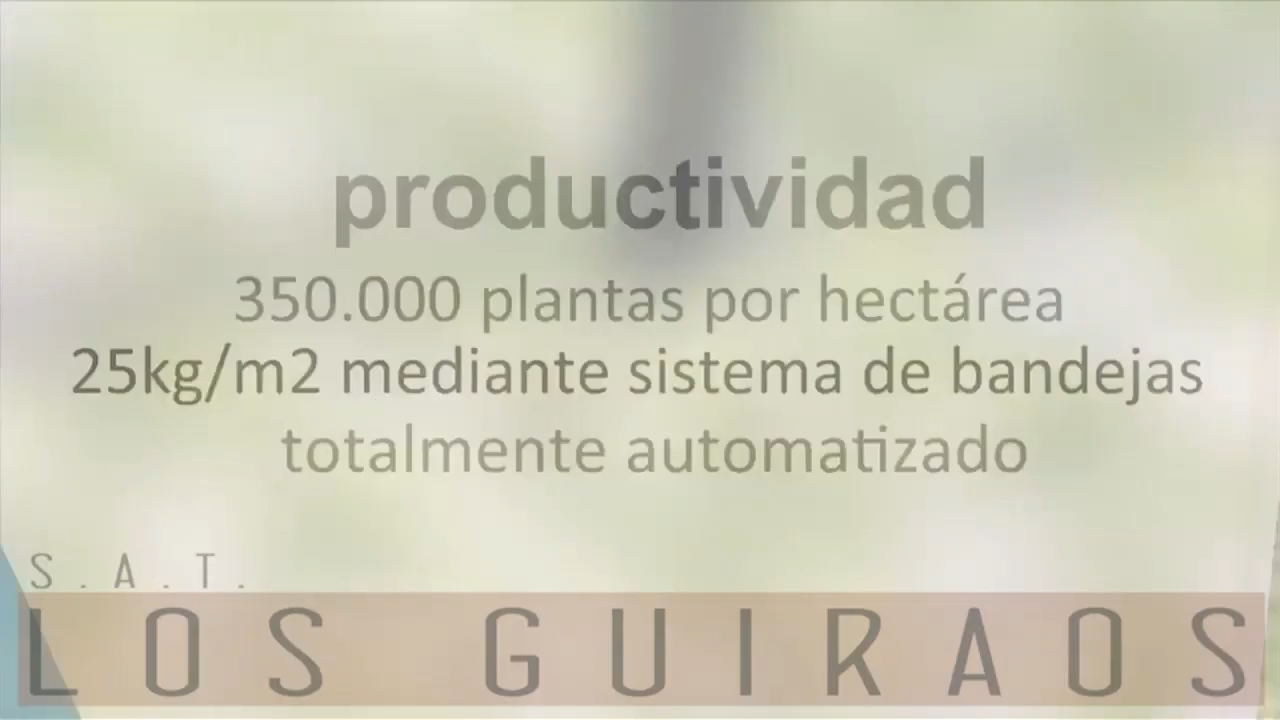 productividad
350.000 plantas por hectárea
25kg/m2 mediante sistema de bandejas
totalmente automatizado
S.A.T.
LOS GUIRAOS